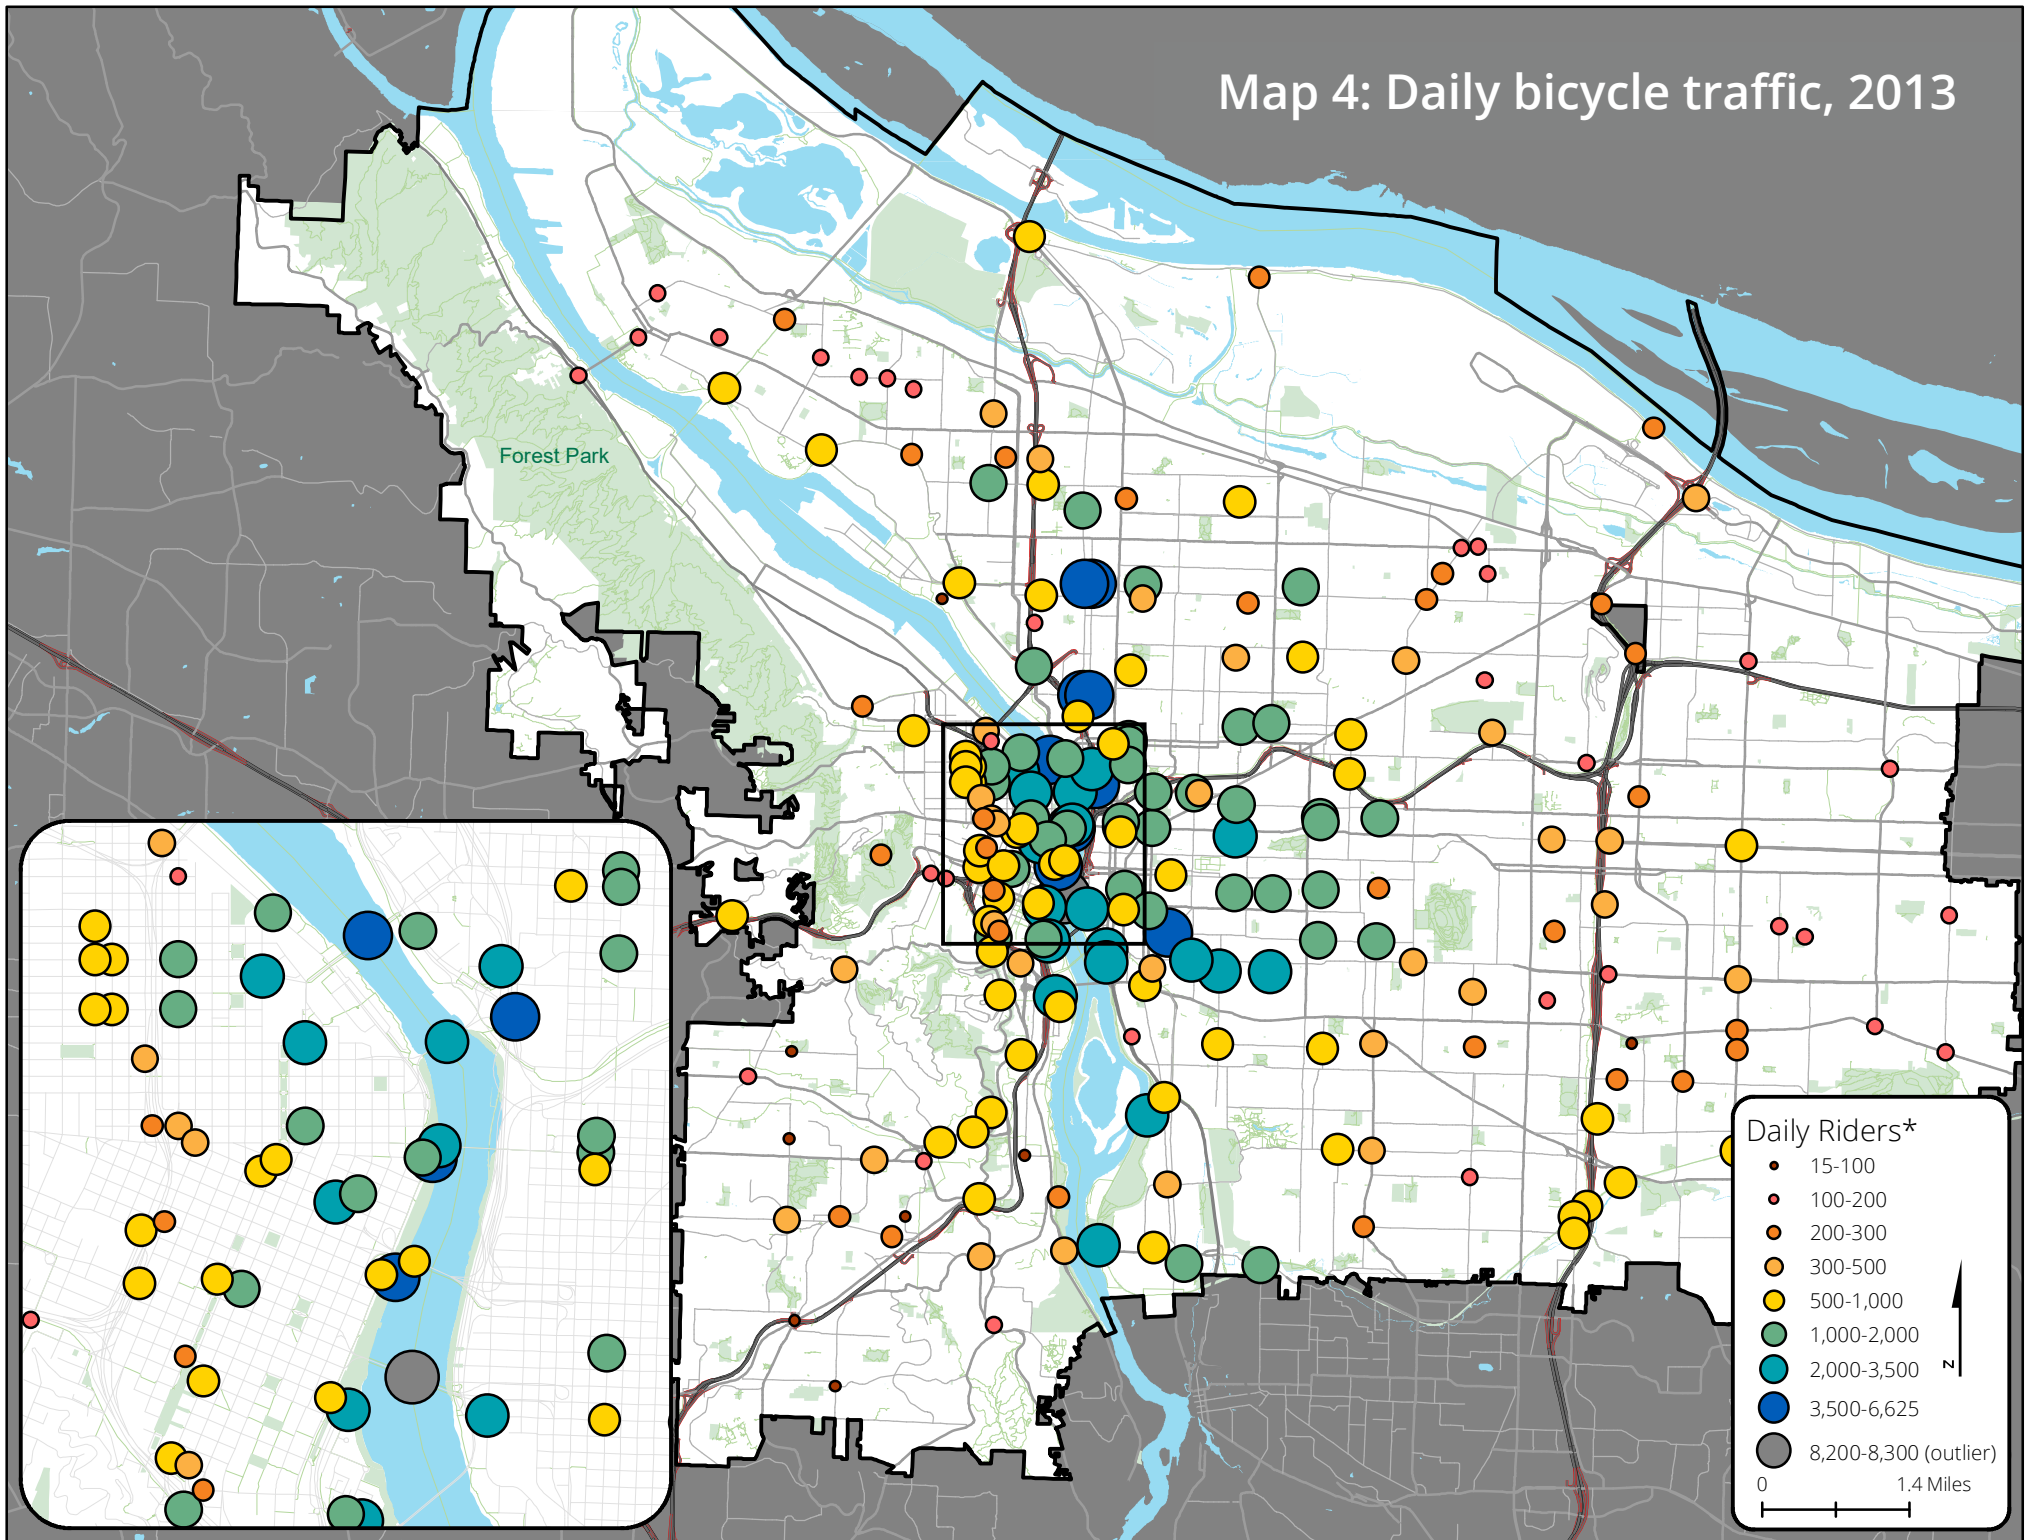 Map 4: Daily bicycle traffic, 2013
Forest Park
Daily Riders*
15-100
100-200
200-300
300-500
500-1,000
1,000-2,000
2,000-3,500
3,500-6,625
8,200-8,300 (outlier)
N
0 1.4 Miles